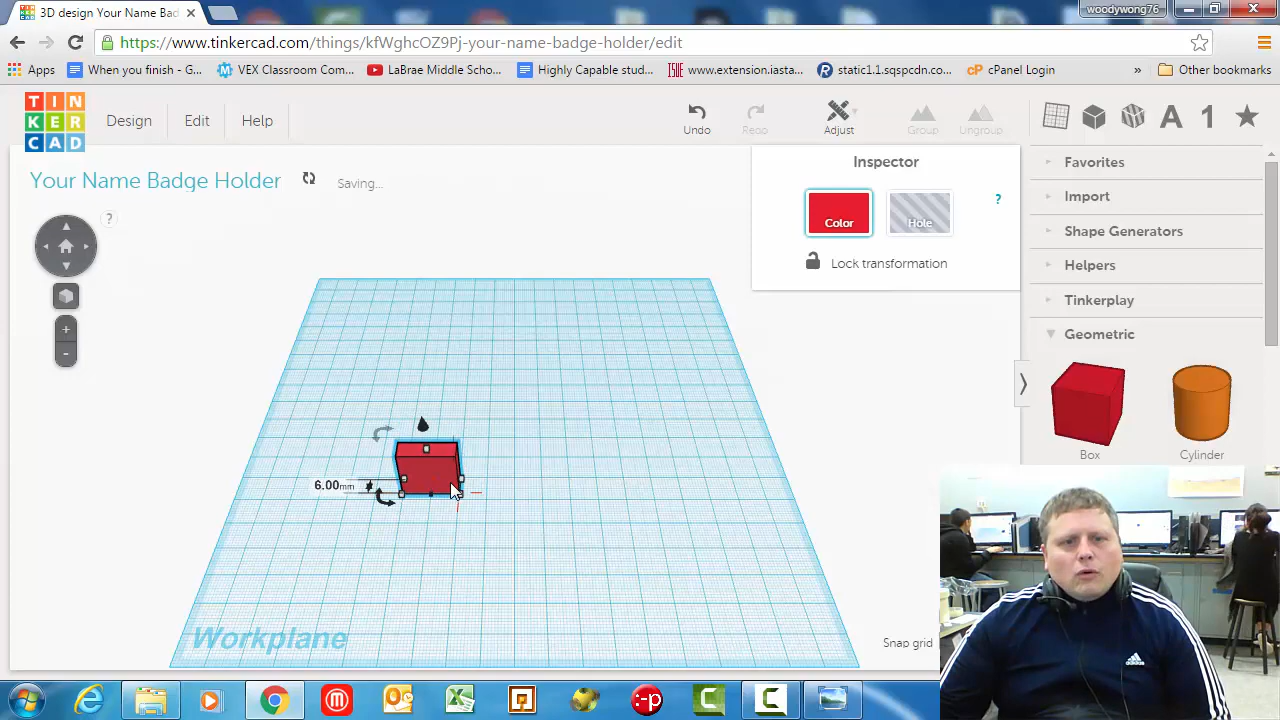 3D design Your Name Bad
woodywong76
https://www.tinkercad.com/things/kfWghcOZ9Pj-your-name-badge-holder/edit
Apps
When you finish - G...
VEX Classroom Com...
LaBrae Middle Scho...
Highly Capable stud...
www.extension.iasta...
static1.1.sqspcdn.co...
cPanel Login
»
Other bookmarks
TIN
KER
CAD
Design
Edit
Help
Undo
Redo
Adjust
Group
Ungroup
A
1
Your Name Badge Holder
Saving...
?
Inspector
Color
Hole
?
Lock transformation
Favorites
Import
Shape Generators
Helpers
Tinkerplay
Geometric
Box
Cylinder
+
-
6.00mm
Workplane
Snap grid
adidas